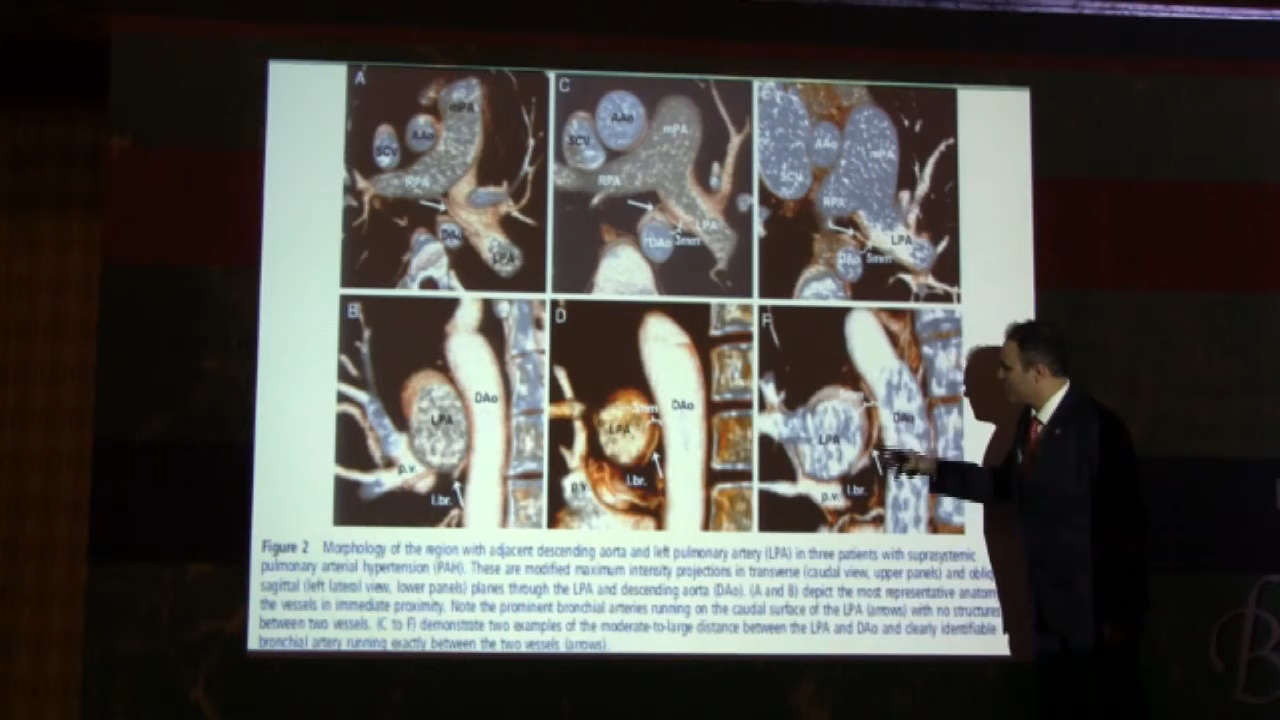 A
mPA
AAo
SCV
RPA
DAo
LPA
C
AAo
mPA
SCV
RPA
LPA
DAo 3mm
AAo
mPA
SCV
RPA
LPA
DAo 5mm
B
DAo
LPA
p.v.
l.br.
D
3mm
DAo
LPA
l.br.
p.v.
F
DAo
LPA
p.v. l.br.
Figure 2 Morphology of the region with adjacent descending aorta and left pulmonary artery (LPA) in three patients with suprasystemic
pulmonary arterial hypertension (PAH). These are modified maximum intensity projections in transverse (caudal view, upper panels) and
sagittal (left lateral view, lower panels) planes through the LPA and descending aorta (DAo). (A and B) depict the most representative
the vessels in immediate proximity. Note the prominent bronchial arteries running on the caudal surface of the LPA (arrows) with no structures
between two vessels. (C to F) demonstrate two examples of the moderate-to-large distance between the LPA and DAo and clearly identifiable
bronchial artery running exactly between the two vessels (arrows).
B